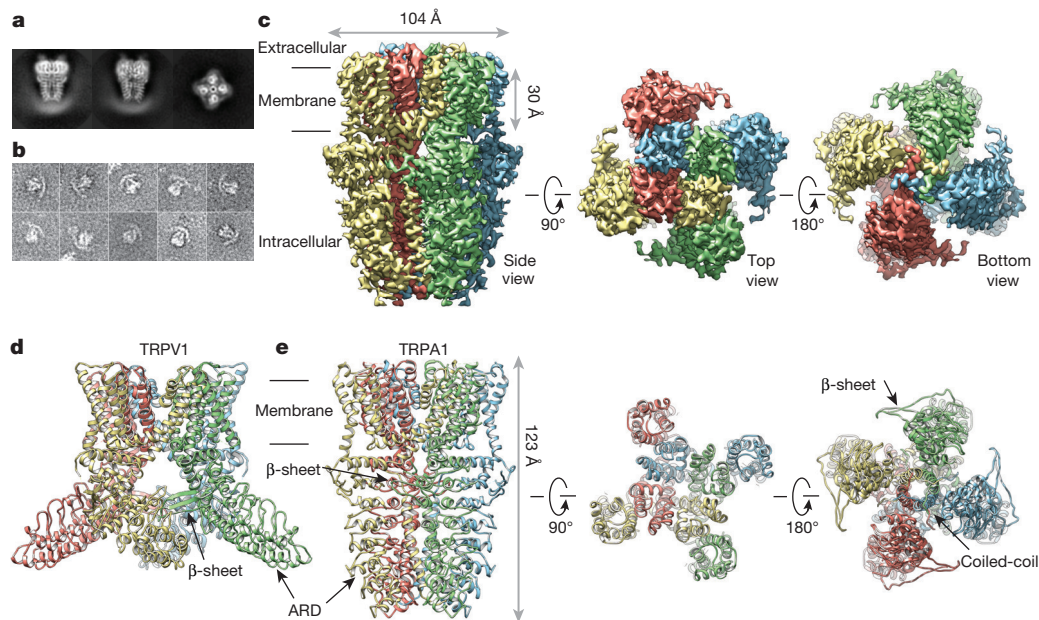 a
104 Å
c
Extracellular
Membrane
30 Å
b
Intracellular
Side
view
90°
Top
view
180°
Bottom
view
d
TRPV1
e
TRPA1
Membrane
β-sheet
123 Å
β-sheet
β-sheet
ARD
90°
180°
Coiled-coil